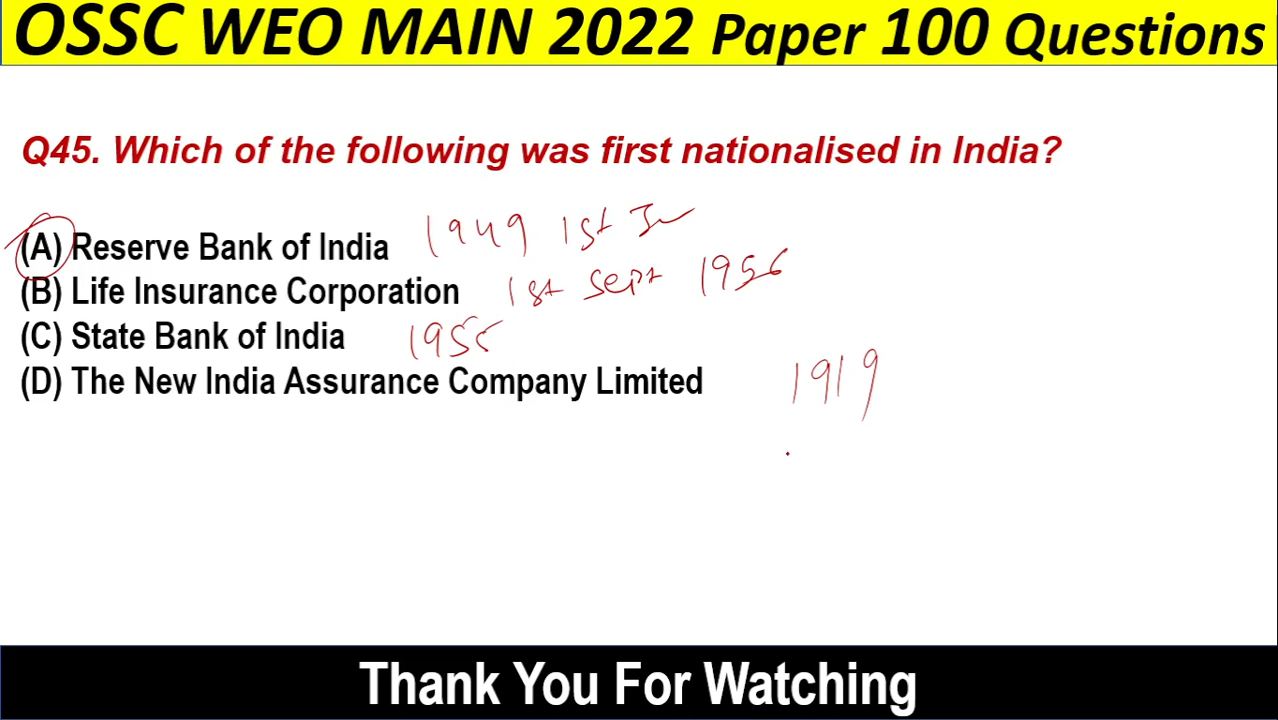 OSSC WEO MAIN 2022 Paper 100 Questions
Q45. Which of the following was first nationalised in India?
(A) Reserve Bank of India 1949 1st
(B) Life Insurance Corporation 1st Sept 1956
(C) State Bank of India 1955
(D) The New India Assurance Company Limited 1919
Thank You For Watching